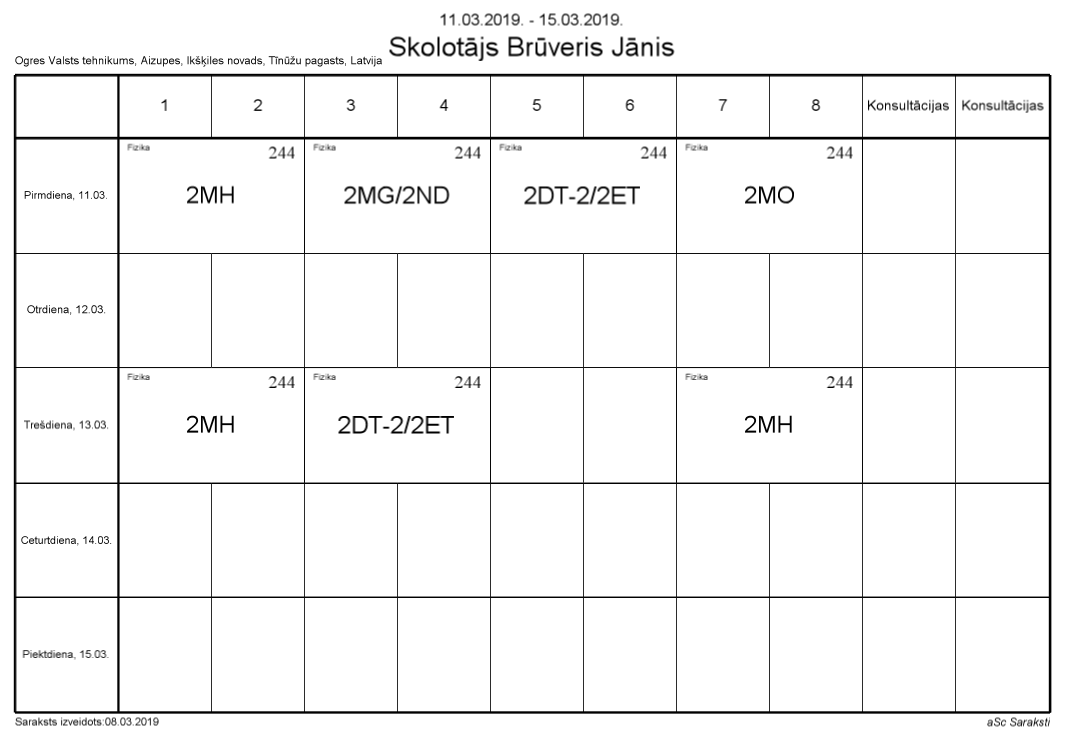 11.03.2019. - 15.03.2019.
Skolotājs Brūveris Jānis
Ogres Valsts tehnikums, Aizupes, Ikšķiles novads, Tīnūžu pagasts, Latvija
1 2 3 4 5 6 7 8 Konsultācijas Konsultācijas
Fizika 244 Fizika 244 Fizika 244 Fizika 244
Pirmdiena, 11.03. 2MH 2MG/2ND 2DT-2/2ET 2MO
Otrdiena, 12.03.
Fizika 244 Fizika 244 Fizika 244
Trešdiena, 13.03. 2MH 2DT-2/2ET 2MH
Ceturtdiena, 14.03.
Piektdiena, 15.03.
Saraksts izveidots:08.03.2019 aSc Saraksti